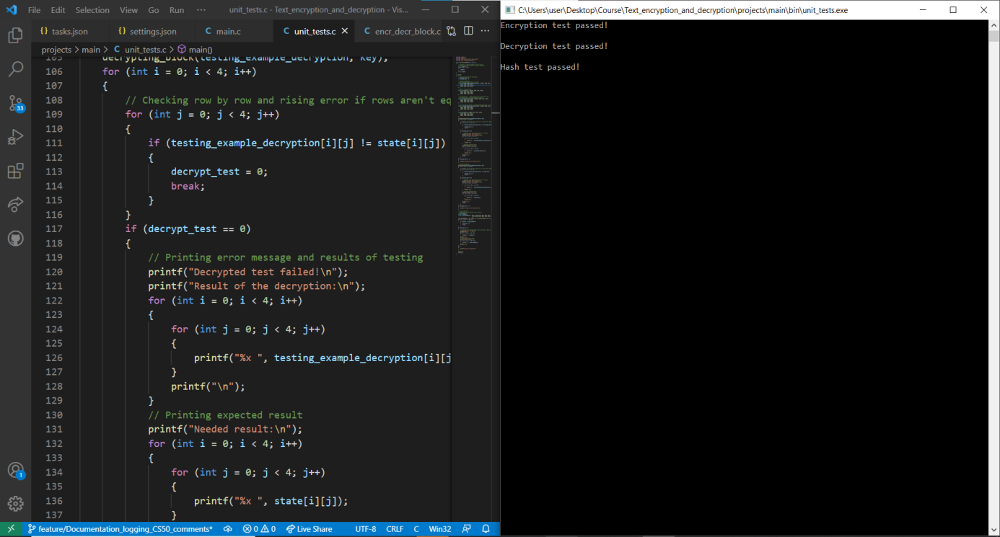 File Edit Selection View Go Run ··· unit_tests.c - Text_encryption_and_decryption - Vis...
{} tasks.json {} settings.json C main.c C unit_tests.c C encr_decr_block.c
projects > main > C unit_tests.c > main()
105 decrypting_block(testing_example_decryption, key);
106 for (int i = 0; i < 4; i++)
107 {
108 // Checking row by row and rising error if rows aren't eq
109 for (int j = 0; j < 4; j++)
110 {
111 if (testing_example_decryption[i][j] != state[i][j])
112 {
113 decrypt_test = 0;
114 break;
115 }
116 }
117 if (decrypt_test == 0)
118 {
119 // Printing error message and results of testing
120 printf("Decrypted test failed!\n");
121 printf("Result of the decryption:\n");
122 for (int i = 0; i < 4; i++)
123 {
124 for (int j = 0; j < 4; j++)
125 {
126 printf("%x ", testing_example_decryption[i][j
127 }
128 printf("\n");
129 }
130 // Printing expected result
131 printf("Needed result:\n");
132 for (int i = 0; i < 4; i++)
133 {
134 for (int j = 0; j < 4; j++)
135 {
136 printf("%x ", state[i][j]);
137 }
33
1
feature/Documentation_logging_CS50_comments* 0 0 Live Share UTF-8 CRLF C Win32
C:\Users\user\Desktop\Course\Text_encryption_and_decryption\projects\main\bin\unit_tests.exe
Encryption test passed!
Decryption test passed!
Hash test passed!